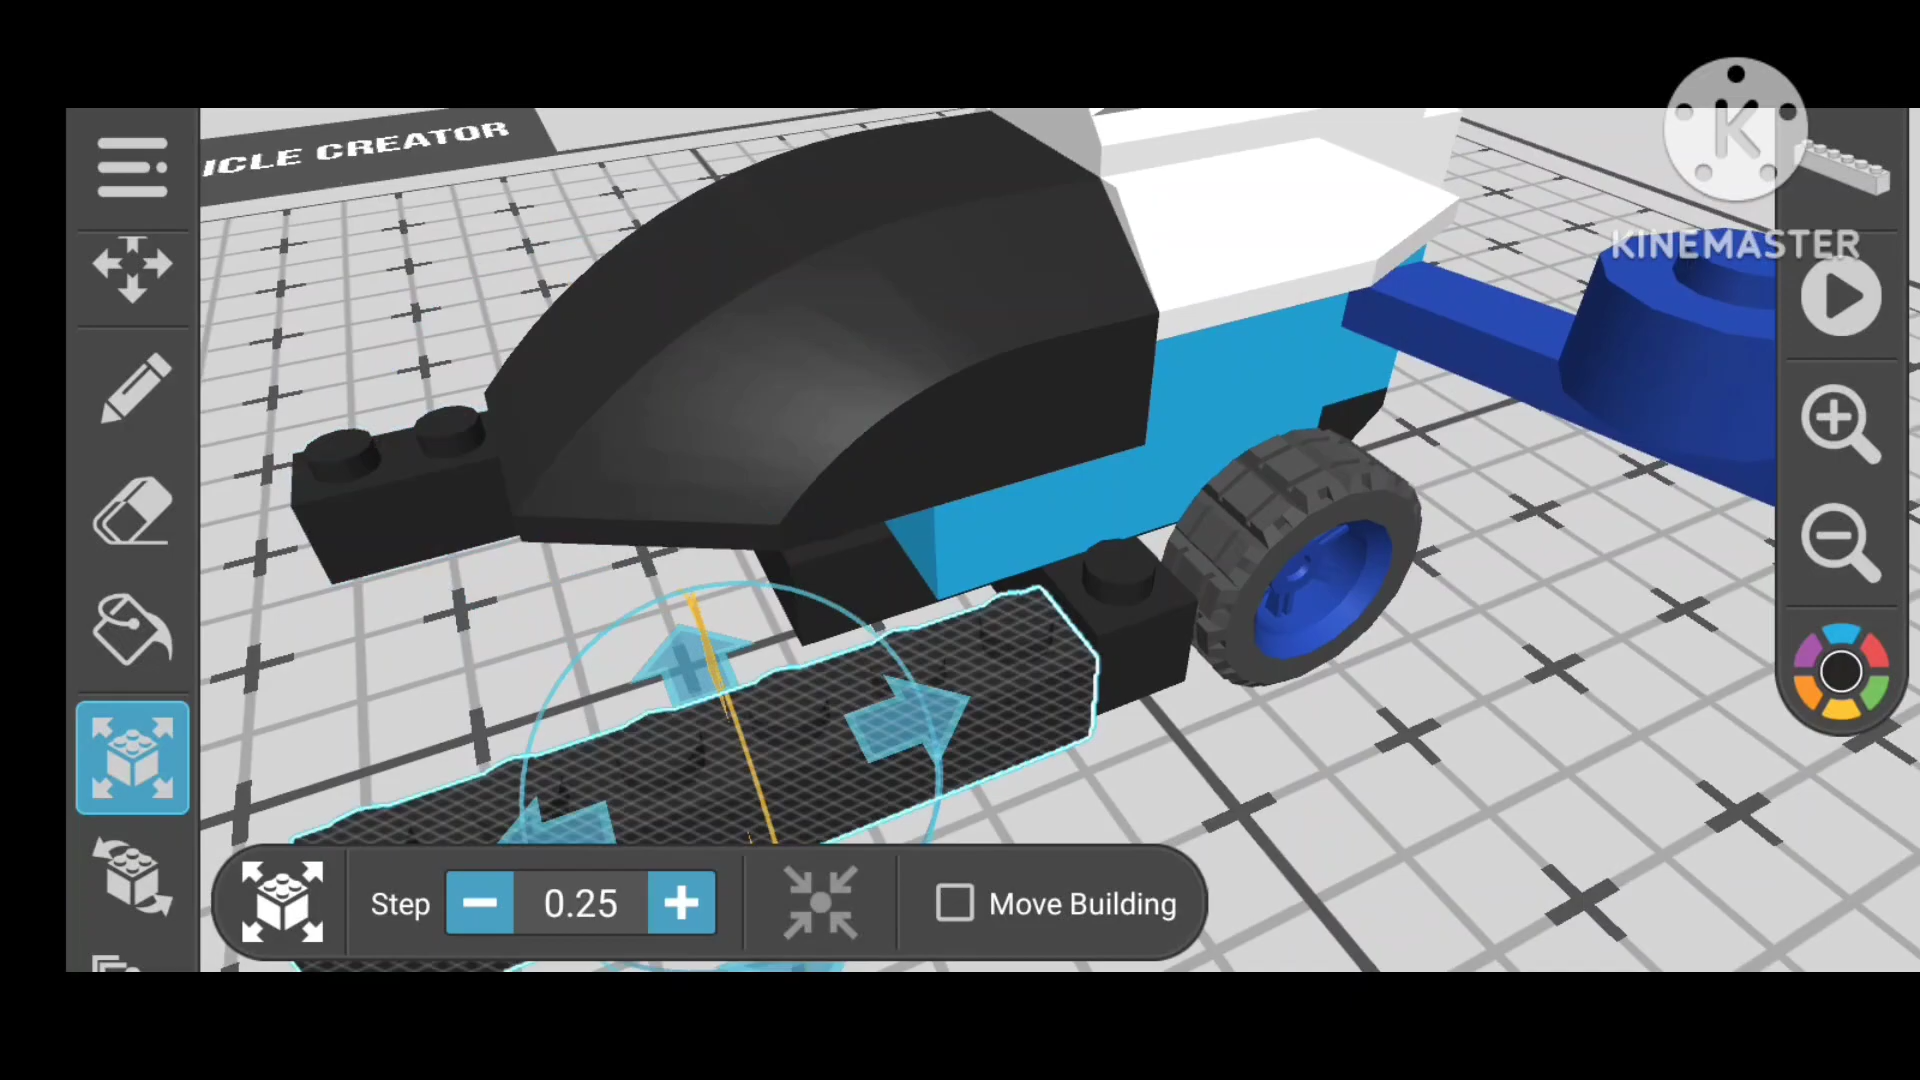 ICLE CREATOR
K
KINEMASTER
Step
0.25
Move Building